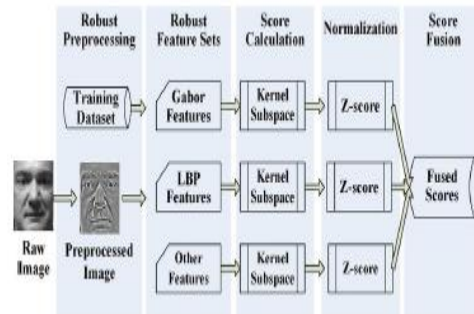 Robust
Preprocessing
Robust
Feature Sets
Score
Calculation
Normalization
Score
Fusion
Training
Dataset
Gabor
Features
Kernel
Subspace
Z-score
LBP
Features
Kernel
Subspace
Z-score
Fused
Scores
Raw
Image
Preprocessed
Image
Other
Features
Kernel
Subspace
Z-score